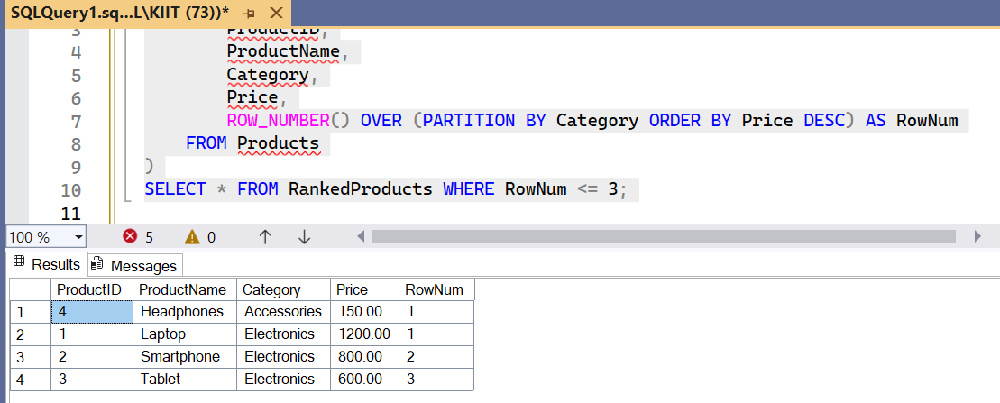 SQLQuery1.sq...L\KIIT (73))*
3 ProductID,
4 ProductName,
5 Category,
6 Price,
7 ROW_NUMBER() OVER (PARTITION BY Category ORDER BY Price DESC) AS RowNum
8 FROM Products
9 )
10 SELECT * FROM RankedProducts WHERE RowNum <= 3;
11
100 % 5 0
Results Messages
ProductID ProductName Category Price RowNum
1 4 Headphones Accessories 150.00 1
2 1 Laptop Electronics 1200.00 1
3 2 Smartphone Electronics 800.00 2
4 3 Tablet Electronics 600.00 3